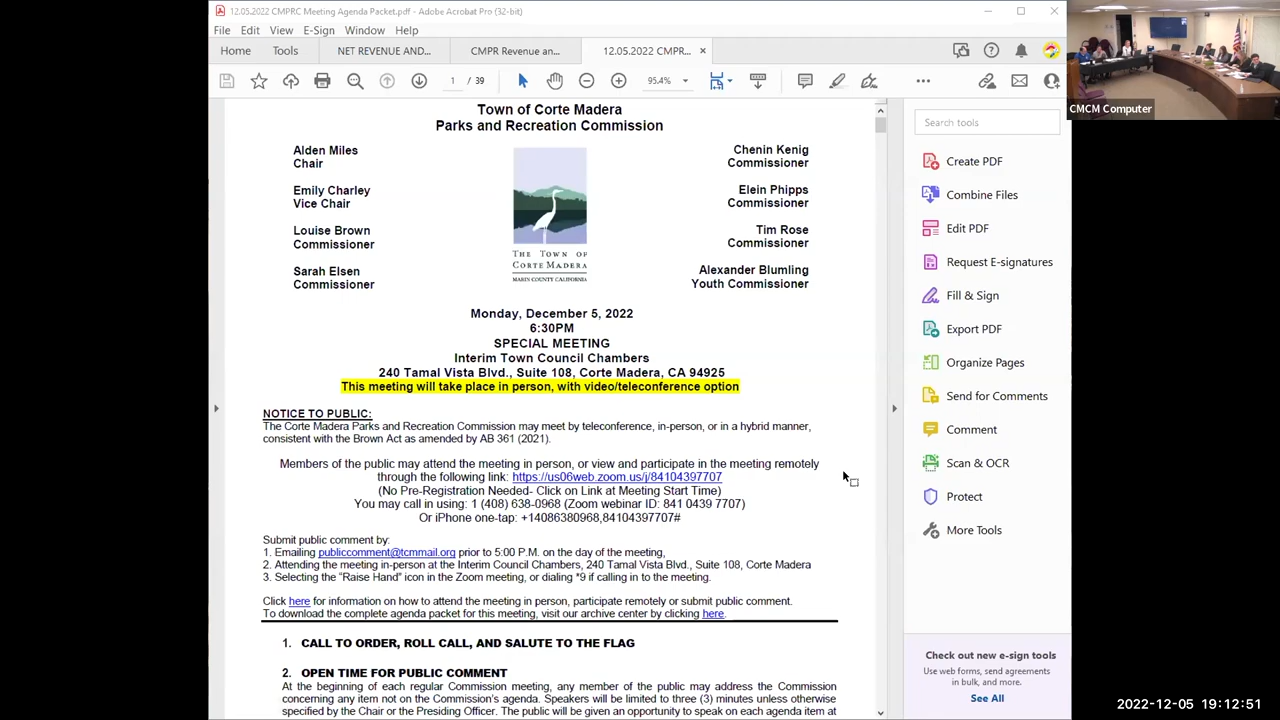 12.05.2022 CMPRC Meeting Agenda Packet.pdf - Adobe Acrobat Pro (32-bit)
File Edit View E-Sign Window Help
Home Tools NET REVENUE AND... CMPR Revenue an... 12.05.2022 CMPR... ×
1 / 39 95.4%
CMCM Computer
Town of Corte Madera
Parks and Recreation Commission
Alden Miles
Chair
Emily Charley
Vice Chair
Louise Brown
Commissioner
Sarah Elsen
Commissioner
THE TOWN OF
CORTE MADERA
MARIN COUNTY CALIFORNIA
Chenin Kenig
Commissioner
Elein Phipps
Commissioner
Tim Rose
Commissioner
Alexander Blumling
Youth Commissioner
Monday, December 5, 2022
6:30PM
SPECIAL MEETING
Interim Town Council Chambers
240 Tamal Vista Blvd., Suite 108, Corte Madera, CA 94925
This meeting will take place in person, with video/teleconference option
NOTICE TO PUBLIC:
The Corte Madera Parks and Recreation Commission may meet by teleconference, in-person, or in a hybrid manner,
consistent with the Brown Act as amended by AB 361 (2021).
Members of the public may attend the meeting in person, or view and participate in the meeting remotely
through the following link: https://us06web.zoom.us/j/84104397707
(No Pre-Registration Needed- Click on Link at Meeting Start Time)
You may call in using: 1 (408) 638-0968 (Zoom webinar ID: 841 0439 7707)
Or iPhone one-tap: +14086380968,84104397707#
Submit public comment by:
1. Emailing publiccomment@tcmmail.org prior to 5:00 P.M. on the day of the meeting,
2. Attending the meeting in-person at the Interim Council Chambers, 240 Tamal Vista Blvd., Suite 108, Corte Madera
3. Selecting the “Raise Hand” icon in the Zoom meeting, or dialing *9 if calling in to the meeting.
Click here for information on how to attend the meeting in person, participate remotely or submit public comment.
To download the complete agenda packet for this meeting, visit our archive center by clicking here.
1. CALL TO ORDER, ROLL CALL, AND SALUTE TO THE FLAG
2. OPEN TIME FOR PUBLIC COMMENT
At the beginning of each regular Commission meeting, any member of the public may address the Commission
concerning any item not on the Commission's agenda. Speakers will be limited to three (3) minutes unless otherwise
specified by the Chair or the Presiding Officer. The public will be given an opportunity to speak on each agenda item at
Search tools
Create PDF
Combine Files
Edit PDF
Request E-signatures
Fill & Sign
Export PDF
Organize Pages
Send for Comments
Comment
Scan & OCR
Protect
More Tools
Check out new e-sign tools
Use web forms, send agreements
in bulk, and more.
See All
2022-12-05 19:12:51